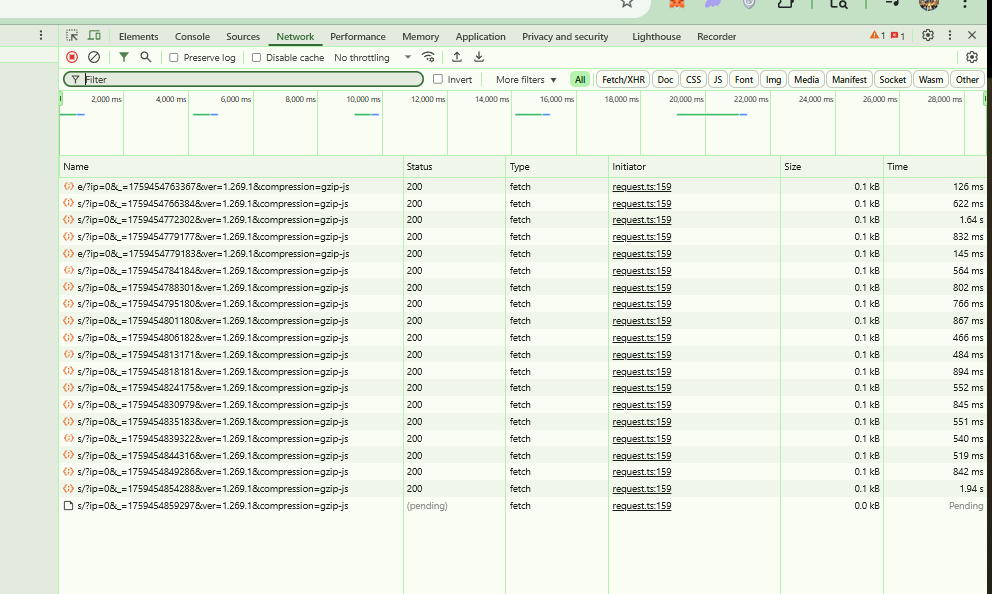 Elements Console Sources Network Performance Memory Application Privacy and security Lighthouse Recorder 1 1
Preserve log Disable cache No throttling
Filter Invert More filters All Fetch/XHR Doc CSS JS Font Img Media Manifest Socket Wasm Other
2,000 ms 4,000 ms 6,000 ms 8,000 ms 10,000 ms 12,000 ms 14,000 ms 16,000 ms 18,000 ms 20,000 ms 22,000 ms 24,000 ms 26,000 ms 28,000 ms
Name Status Type Initiator Size Time
e/?ip=0&_=1759454763367&ver=1.269.1&compression=gzip-js 200 fetch request.ts:159 0.1 kB 126 ms
s/?ip=0&_=1759454766384&ver=1.269.1&compression=gzip-js 200 fetch request.ts:159 0.1 kB 622 ms
s/?ip=0&_=1759454772302&ver=1.269.1&compression=gzip-js 200 fetch request.ts:159 0.1 kB 1.64 s
s/?ip=0&_=1759454779177&ver=1.269.1&compression=gzip-js 200 fetch request.ts:159 0.1 kB 832 ms
e/?ip=0&_=1759454779183&ver=1.269.1&compression=gzip-js 200 fetch request.ts:159 0.1 kB 145 ms
s/?ip=0&_=1759454784184&ver=1.269.1&compression=gzip-js 200 fetch request.ts:159 0.1 kB 564 ms
s/?ip=0&_=1759454788301&ver=1.269.1&compression=gzip-js 200 fetch request.ts:159 0.1 kB 802 ms
s/?ip=0&_=1759454795180&ver=1.269.1&compression=gzip-js 200 fetch request.ts:159 0.1 kB 766 ms
s/?ip=0&_=1759454801180&ver=1.269.1&compression=gzip-js 200 fetch request.ts:159 0.1 kB 867 ms
s/?ip=0&_=1759454806182&ver=1.269.1&compression=gzip-js 200 fetch request.ts:159 0.1 kB 466 ms
s/?ip=0&_=1759454813171&ver=1.269.1&compression=gzip-js 200 fetch request.ts:159 0.1 kB 484 ms
s/?ip=0&_=1759454818181&ver=1.269.1&compression=gzip-js 200 fetch request.ts:159 0.1 kB 894 ms
s/?ip=0&_=1759454824175&ver=1.269.1&compression=gzip-js 200 fetch request.ts:159 0.1 kB 552 ms
s/?ip=0&_=1759454830979&ver=1.269.1&compression=gzip-js 200 fetch request.ts:159 0.1 kB 845 ms
s/?ip=0&_=1759454835183&ver=1.269.1&compression=gzip-js 200 fetch request.ts:159 0.1 kB 551 ms
s/?ip=0&_=1759454839322&ver=1.269.1&compression=gzip-js 200 fetch request.ts:159 0.1 kB 540 ms
s/?ip=0&_=1759454844316&ver=1.269.1&compression=gzip-js 200 fetch request.ts:159 0.1 kB 519 ms
s/?ip=0&_=1759454849286&ver=1.269.1&compression=gzip-js 200 fetch request.ts:159 0.1 kB 842 ms
s/?ip=0&_=1759454854288&ver=1.269.1&compression=gzip-js 200 fetch request.ts:159 0.1 kB 1.94 s
s/?ip=0&_=1759454859297&ver=1.269.1&compression=gzip-js (pending) fetch request.ts:159 0.0 kB Pending